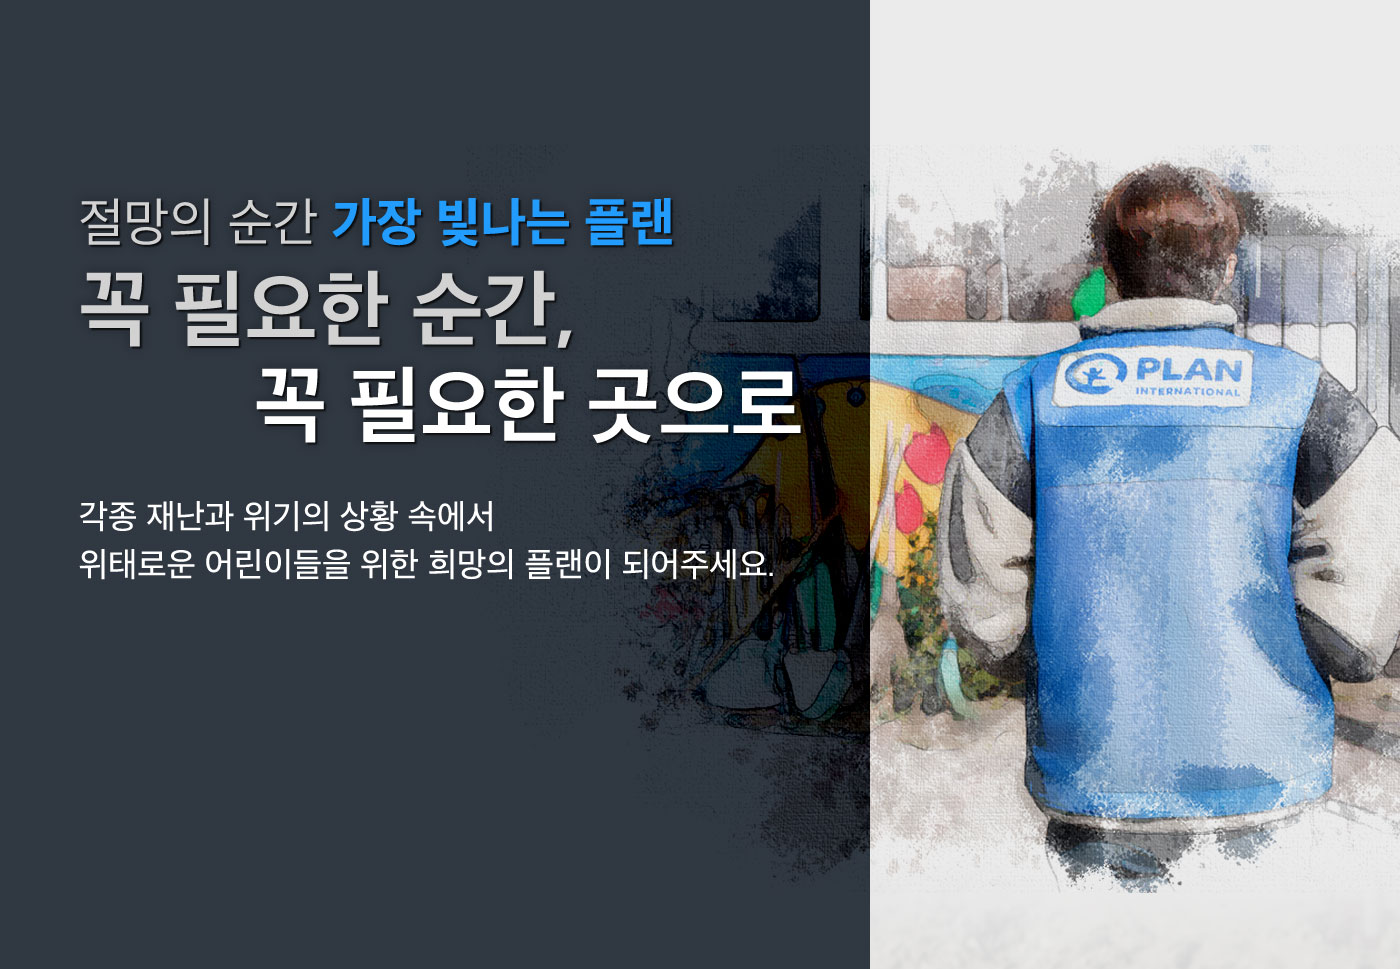 절망의 순간 가장 빛나는 플랜
꼭 필요한 순간,
꼭 필요한 곳으로
각종 재난과 위기의 상황 속에서
위태로운 어린이들을 위한 희망의 플랜이 되어주세요.
PLAN
INTERNATIONAL